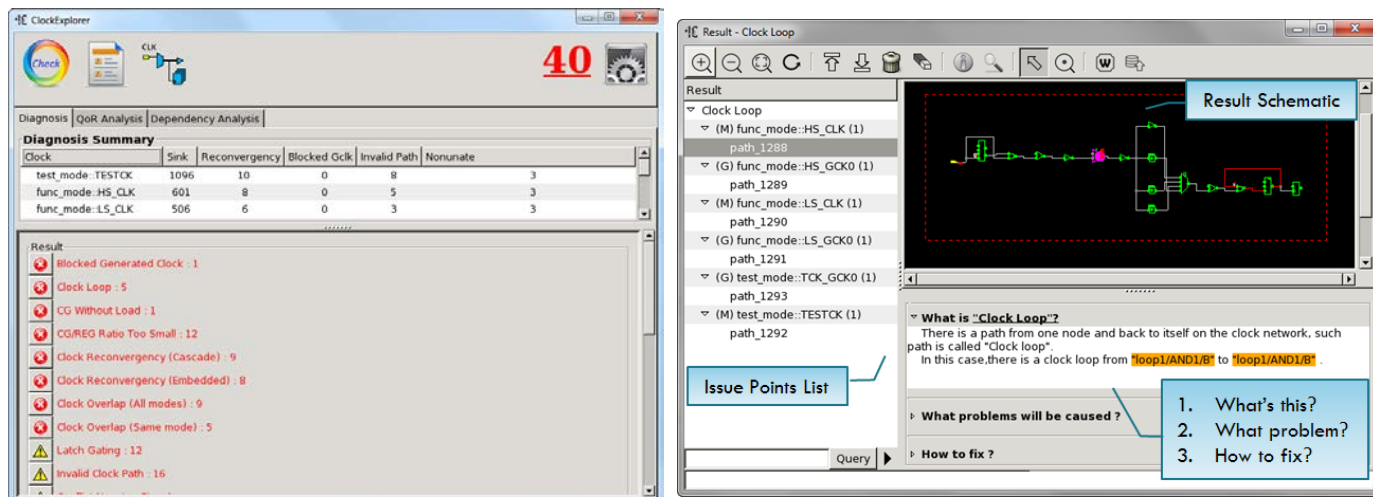 ClockExplorer
Check
CLK
40
Diagnosis QoR Analysis Dependency Analysis
Diagnosis Summary
Clock Sink Reconvergency Blocked Gclk Invalid Path Nonunate
test_mode::TESTCK 1096 10 0 8 3
func_mode::HS_CLK 601 8 0 5 3
func_mode::LS_CLK 506 6 0 3 3
Result
Blocked Generated Clock : 1
Clock Loop : 5
CG Without Load : 1
CG/REG Ratio Too Small : 12
Clock Reconvergency (Cascade) : 9
Clock Reconvergency (Embedded) : 8
Clock Overlap (All modes) : 9
Clock Overlap (Same mode) : 5
Latch Gating : 12
Invalid Clock Path : 16
Result - Clock Loop
W
Result
Clock Loop
(M) func_mode::HS_CLK (1)
path_1288
(G) func_mode::HS_GCK0 (1)
path_1289
(M) func_mode::LS_CLK (1)
path_1290
(G) func_mode::LS_GCK0 (1)
path_1291
(G) test_mode::TCK_GCK0 (1)
path_1293
(M) test_mode::TESTCK (1)
path_1292
Issue Points List
Query
Result Schematic
What is "Clock Loop"?
There is a path from one node and back to itself on the clock network, such
path is called "Clock loop".
In this case,there is a clock loop from "loop1/AND1/B" to "loop1/AND1/B" .
What problems will be caused ?
How to fix ?
1. What's this?
2. What problem?
3. How to fix?